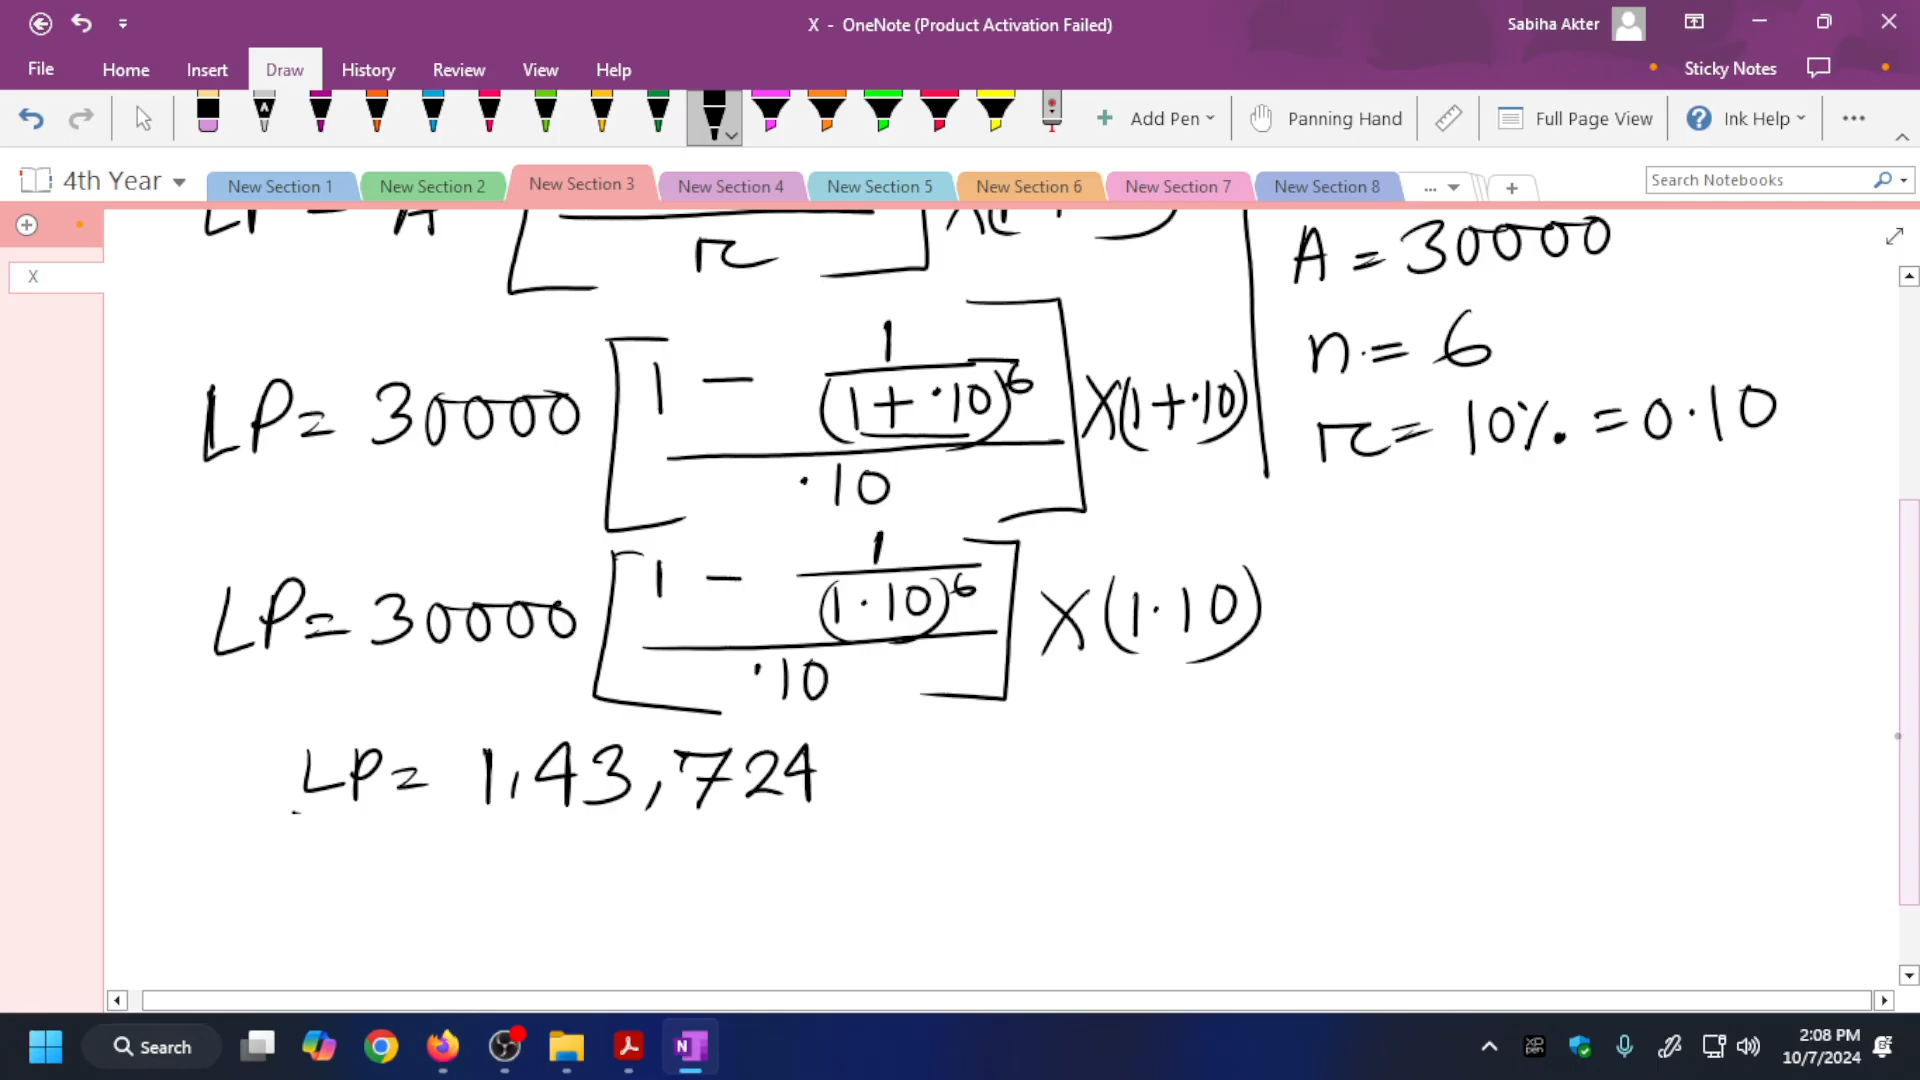 X - OneNote (Product Activation Failed)
Sabiha Akter
File Home Insert Draw History Review View Help
Sticky Notes
A
+ Add Pen Panning Hand Full Page View ? Ink Help ...
4th Year New Section 1 New Section 2 New Section 3 New Section 4 New Section 5 New Section 6 New Section 7 New Section 8 ... +
Search Notebooks
X
LP = A [ r ] X(1+
A = 30000
n = 6
r = 10% = 0.10
LP = 30000 [ 1 - 1/(1+.10)^6 / .10 ] X(1+.10)
LP = 30000 [ 1 - 1/(1.10)^6 / .10 ] X(1.10)
LP = 1,43,724
Search
XP PEN
2:08 PM
10/7/2024